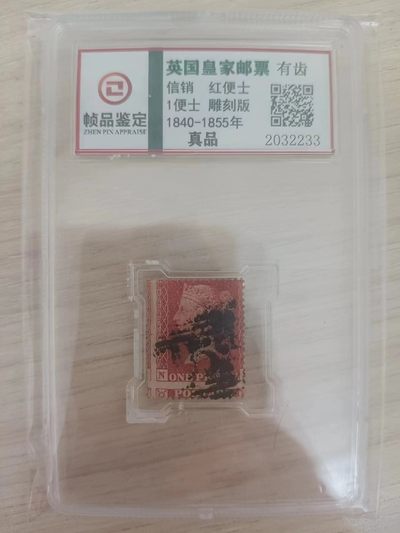 英国皇家邮票 有齿
信销 红便士
1便士 雕刻版
1840-1855年
真品
2032233
帧品鉴定
ZHEN PIN APPRAISE
N ONE P